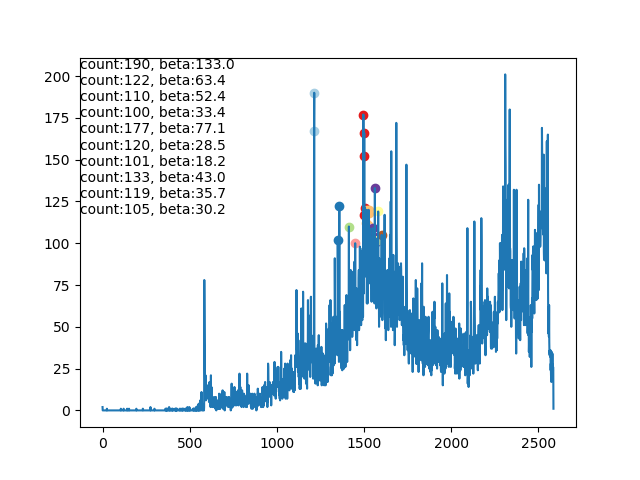 count:190, beta:133.0
count:122, beta:63.4
count:110, beta:52.4
count:100, beta:33.4
count:177, beta:77.1
count:120, beta:28.5
count:101, beta:18.2
count:133, beta:43.0
count:119, beta:35.7
count:105, beta:30.2
200
175
150
125
100
75
50
25
0
0 500 1000 1500 2000 2500